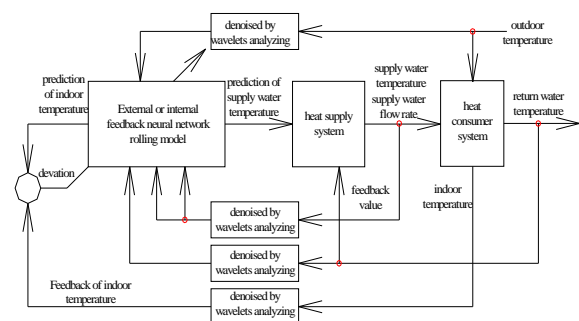 denoised by
wavelets analyzing
outdoor
temperature
prediction
of indoor
temperature
External or internal
feedback neural network
rolling model
prediction of
supply water
temperature
heat supply
system
supply water
temperature
supply water
flow rate
heat
consumer
system
return water
temperature
devation
feedback
value
indoor
temperature
denoised by
wavelets analyzing
denoised by
wavelets analyzing
Feedback of indoor
temperature
denoised by
wavelets analyzing